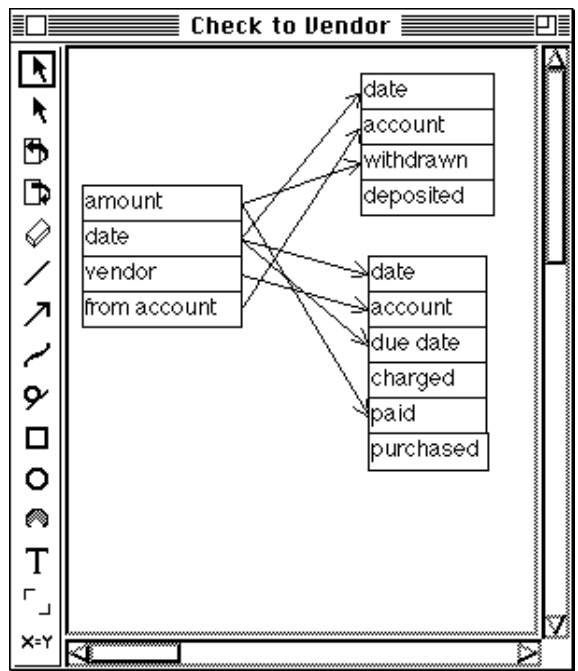 Check to Vendor
date
account
withdrawn
deposited
amount
date
vendor
from account
date
account
due date
charged
paid
purchased
T
X=Y